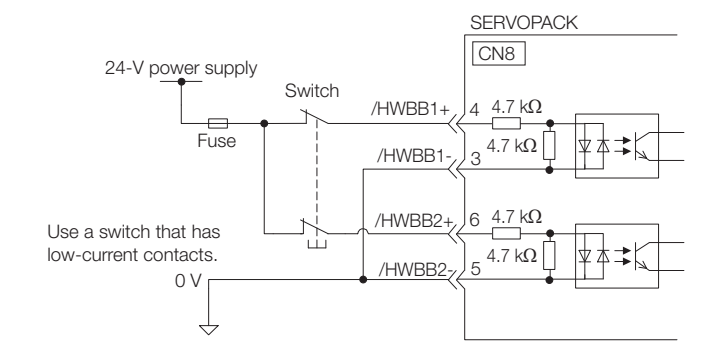 SERVOPACK
CN8
24-V power supply
Switch
Fuse
/HWBB1+
4
4.7 kΩ
4.7 kΩ
/HWBB1-
3
/HWBB2+
6
4.7 kΩ
4.7 kΩ
/HWBB2-
5
Use a switch that has
low-current contacts.
0 V